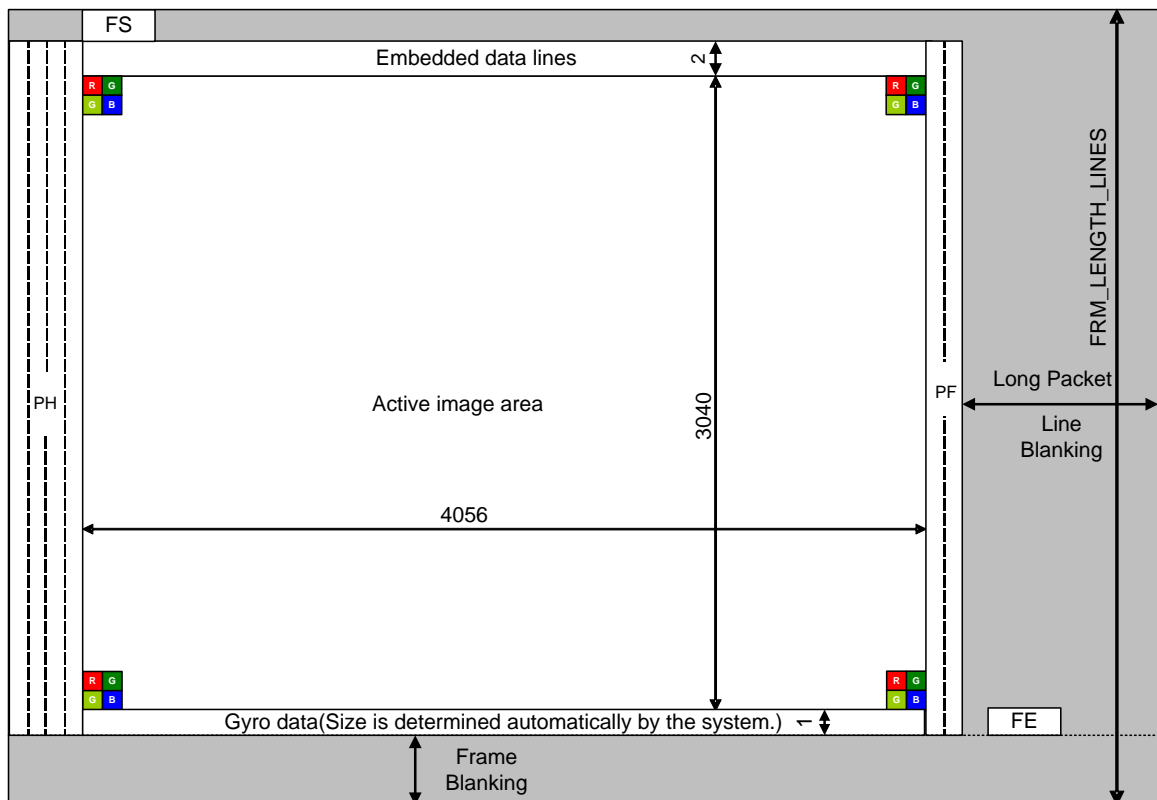 FS
Embedded data lines
2
R G
G B
R G
G B
FRM_LENGTH_LINES
PH
Active image area
3040
PF
Long Packet
Line
Blanking
4056
R G
G B
R G
G B
Gyro data(Size is determined automatically by the system.)
1
FE
Frame
Blanking